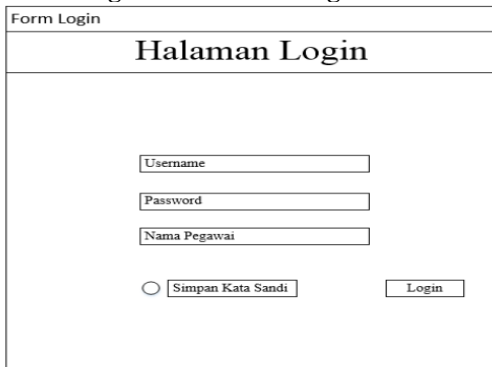 Form Login
Halaman Login
Username
Password
Nama Pegawai
Simpan Kata Sandi
Login